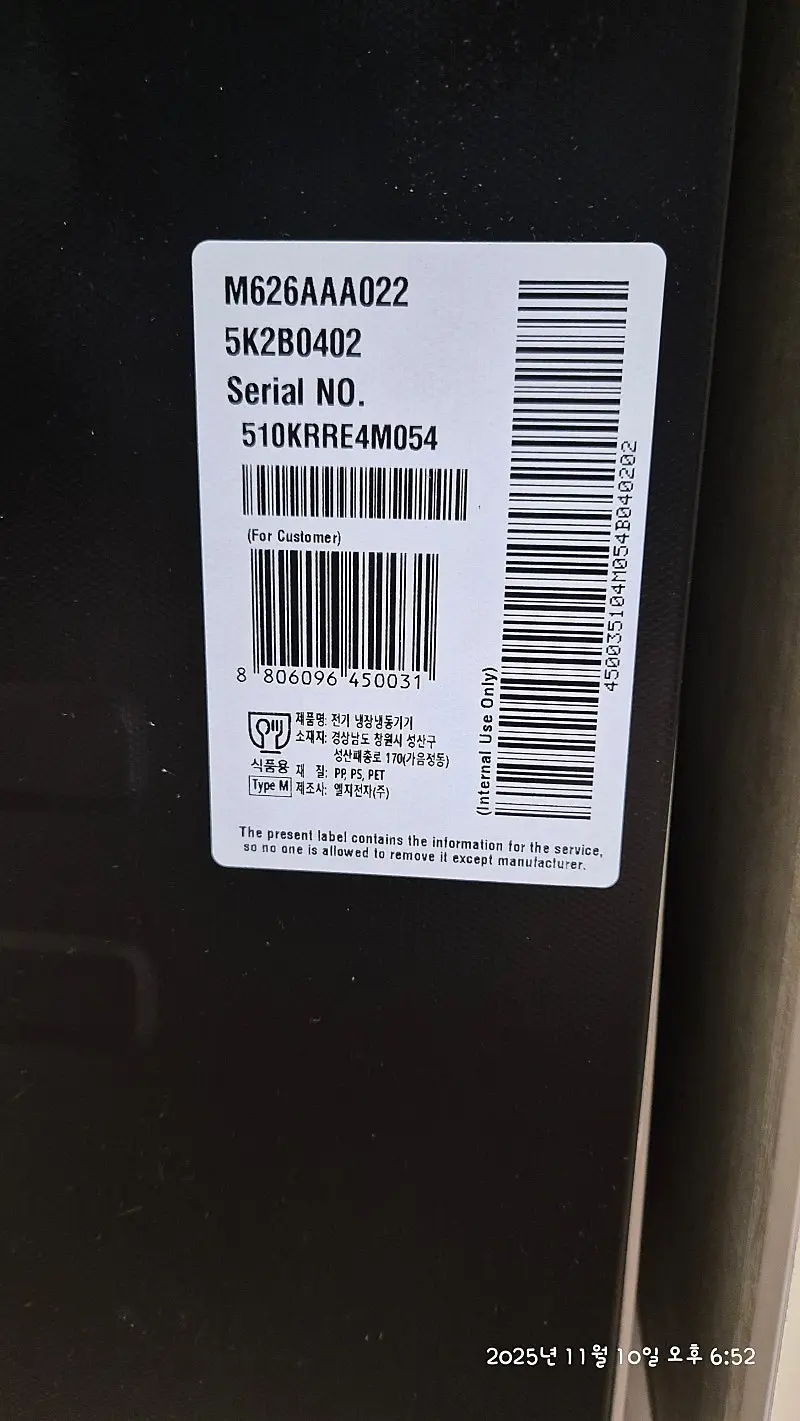 M626AAA022
5K2B0402
Serial NO.
510KRRE4M054
(For Customer)
8 806096 450031
제품명: 전기 냉장냉동기기
소재지: 경상남도 창원시 성산구
성산패총로 170(가음정동)
식품용 재 질: PP, PS, PET
Type M 제조사: 엘지전자(주)
(Internal Use Only)
450035104M054B040202
The present label contains the information for the service,
so no one is allowed to remove it except manufacturer.
2025년 11월 10일 오후 6:52